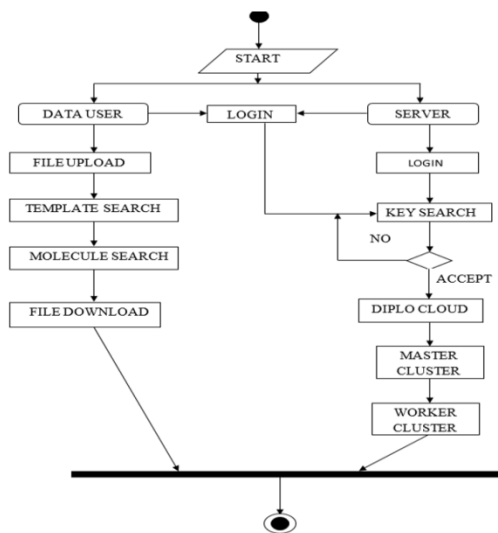 START
DATA USER
LOGIN
SERVER
FILE UPLOAD
LOGIN
TEMPLATE SEARCH
KEY SEARCH
NO
MOLECULE SEARCH
ACCEPT
FILE DOWNLOAD
DIPLO CLOUD
MASTER
CLUSTER
WORKER
CLUSTER